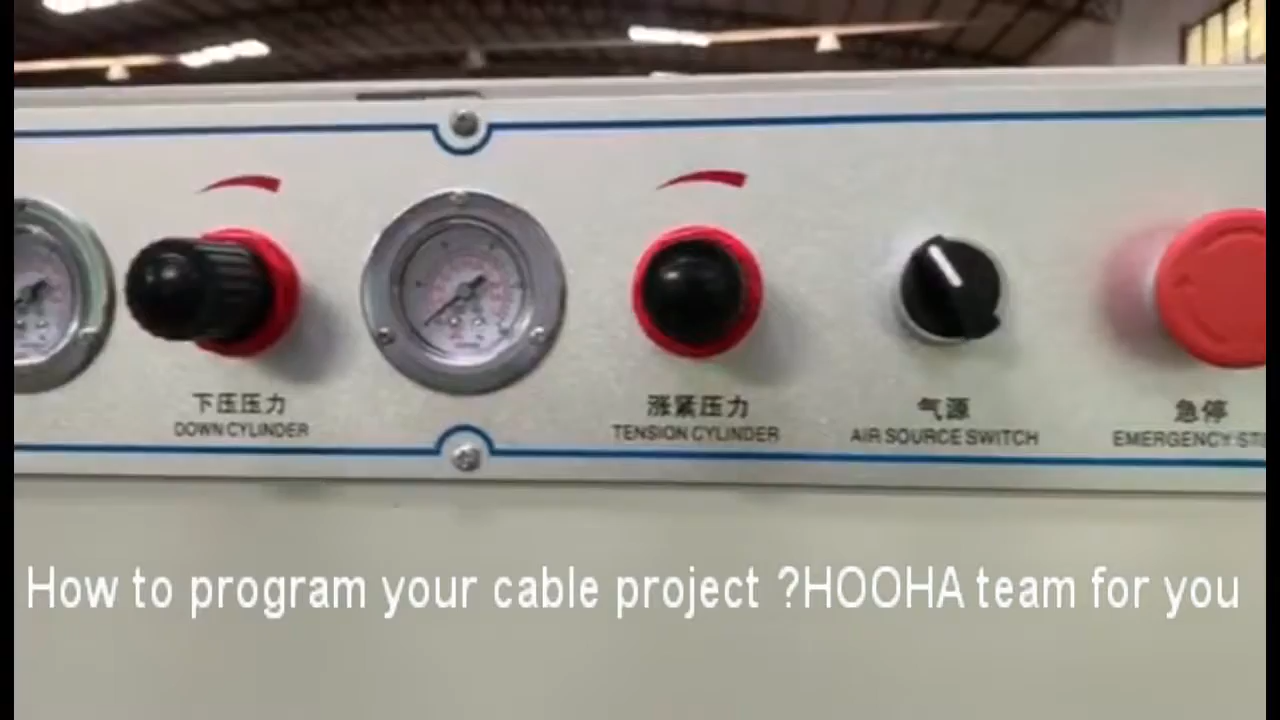 下压压力
DOWN CYLINDER
涨紧压力
TENSION CYLINDER
气源
AIR SOURCE SWITCH
急停
EMERGENCY
How to program your cable project ?HOOHA team for you